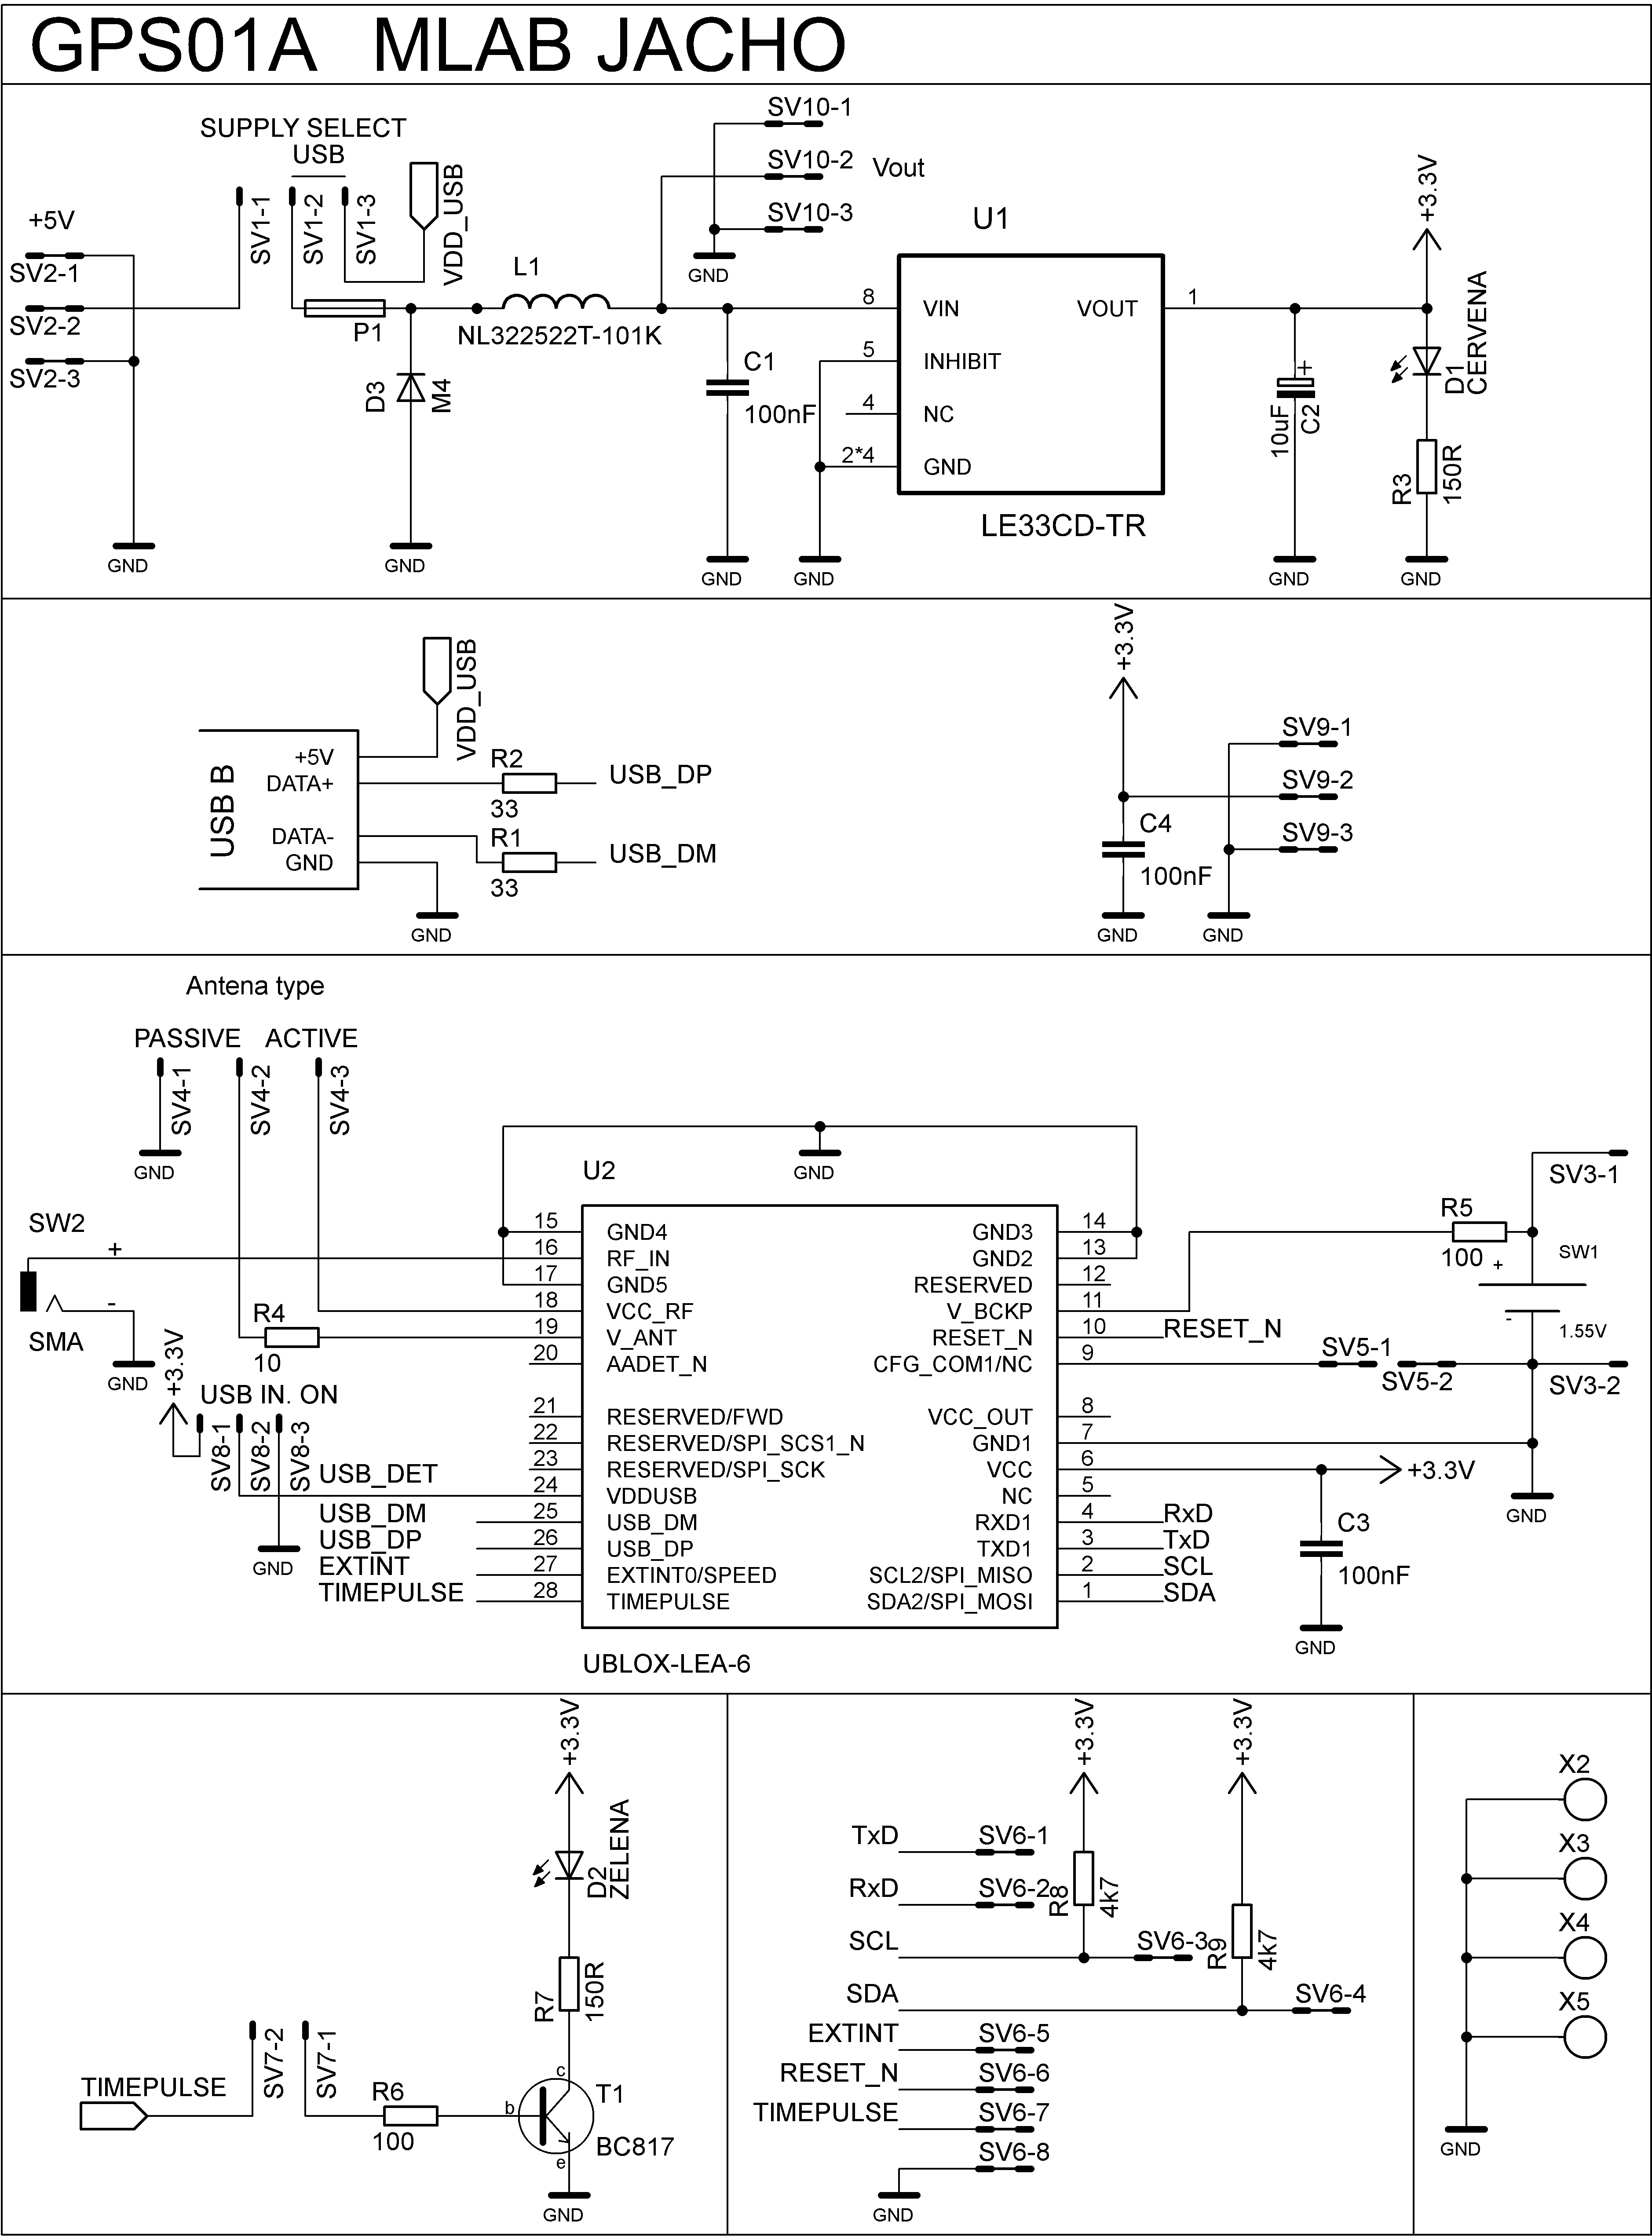 GPS01A MLAB JACHO
SUPPLY SELECT
USB
+5V
SV2-1
SV2-2
SV2-3
GND
SV1-1
SV1-2
SV1-3
VDD_USB
P1
D3
M4
GND
L1
NL322522T-101K
SV10-1
SV10-2
Vout
SV10-3
GND
C1
100nF
GND
U1
8
VIN
VOUT
1
5
INHIBIT
4
NC
2*4
GND
LE33CD-TR
GND
+3.3V
+
10uF
C2
GND
D1
CERVENA
R3
150R
GND
VDD_USB
USB B
+5V
DATA+
DATA-
GND
R2
33
USB_DP
R1
33
USB_DM
GND
+3.3V
C4
100nF
GND
SV9-1
SV9-2
SV9-3
GND
Antena type
PASSIVE
ACTIVE
SV4-1
SV4-2
SV4-3
GND
SW2
+
-
SMA
GND
R4
10
+3.3V
USB IN. ON
SV8-1
SV8-2
SV8-3
GND
USB_DET
USB_DM
USB_DP
EXTINT
TIMEPULSE
GND
U2
15 GND4
16 RF_IN
17 GND5
18 VCC_RF
19 V_ANT
20 AADET_N
21 RESERVED/FWD
22 RESERVED/SPI_SCS1_N
23 RESERVED/SPI_SCK
24 VDDUSB
25 USB_DM
26 USB_DP
27 EXTINT0/SPEED
28 TIMEPULSE
GND3 14
GND2 13
RESERVED 12
V_BCKP 11
RESET_N 10
CFG_COM1/NC 9
VCC_OUT 8
GND1 7
VCC 6
NC 5
RXD1 4
TXD1 3
SCL2/SPI_MISO 2
SDA2/SPI_MOSI 1
UBLOX-LEA-6
RESET_N
RxD
TxD
SCL
SDA
SV5-1
SV5-2
R5
100
+
SW1
-
1.55V
SV3-1
SV3-2
GND
+3.3V
C3
100nF
GND
+3.3V
D2
ZELENA
R7
150R
TIMEPULSE
SV7-2
SV7-1
R6
100
b
c
e
T1
BC817
GND
+3.3V
+3.3V
TxD
SV6-1
RxD
SV6-2
R8
4k7
SCL
SV6-3
R9
4k7
SDA
SV6-4
EXTINT
SV6-5
RESET_N
SV6-6
TIMEPULSE
SV6-7
SV6-8
GND
X2
X3
X4
X5
GND